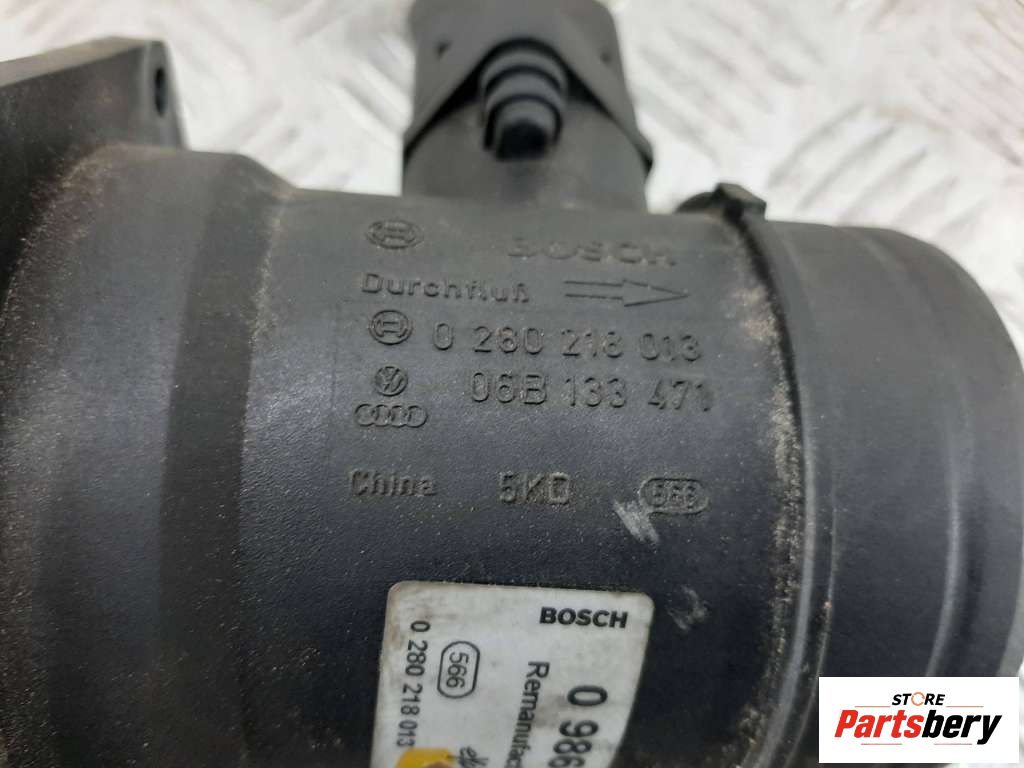 BOSCH
Durchfluß
0 280 218 013
06B 133 471
China 5KD 566
BOSCH
0 986
Remanufac
566
0 280 218 013
STORE
Partsbery